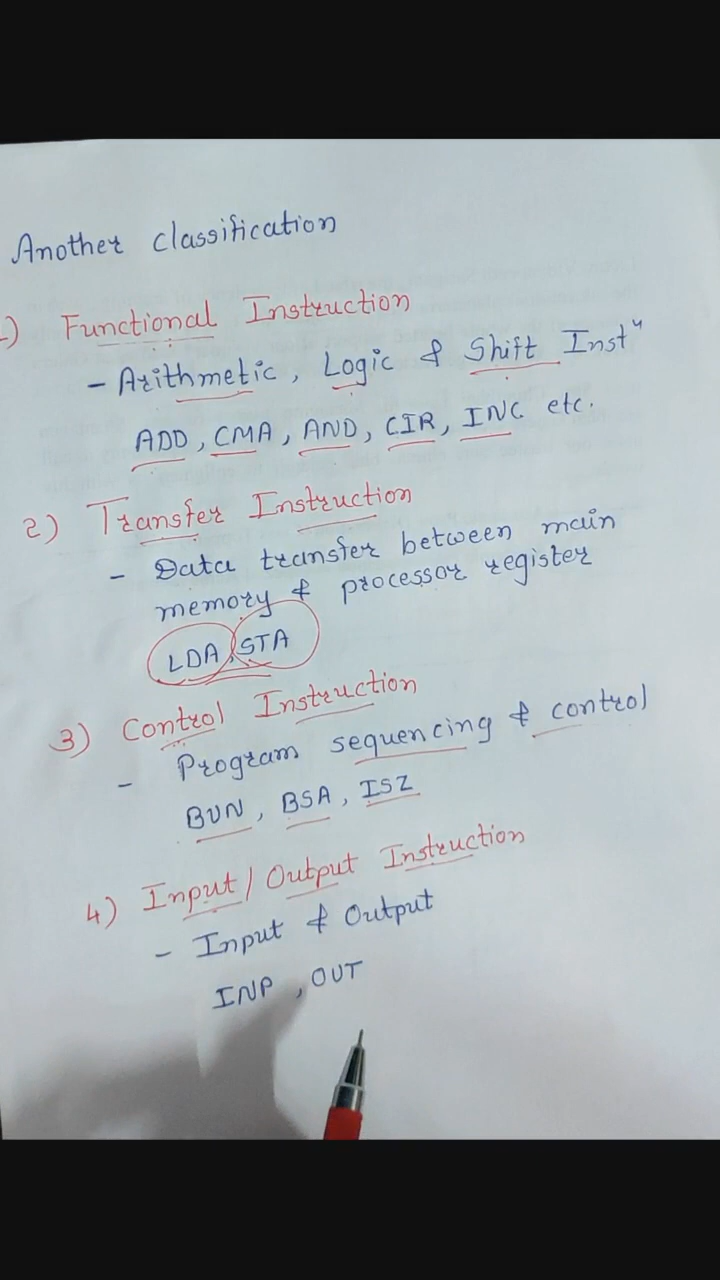 Another classification
1) Functional Instruction
- Arithmetic, Logic & Shift Instⁿ
ADD, CMA, AND, CIR, INC etc.
2) Transfer Instruction
- Data transfer between main
memory & processor register
LDA, STA
3) Control Instruction
- Program sequencing & control
BUN, BSA, ISZ
4) Input/Output Instruction
- Input & Output
INP, OUT